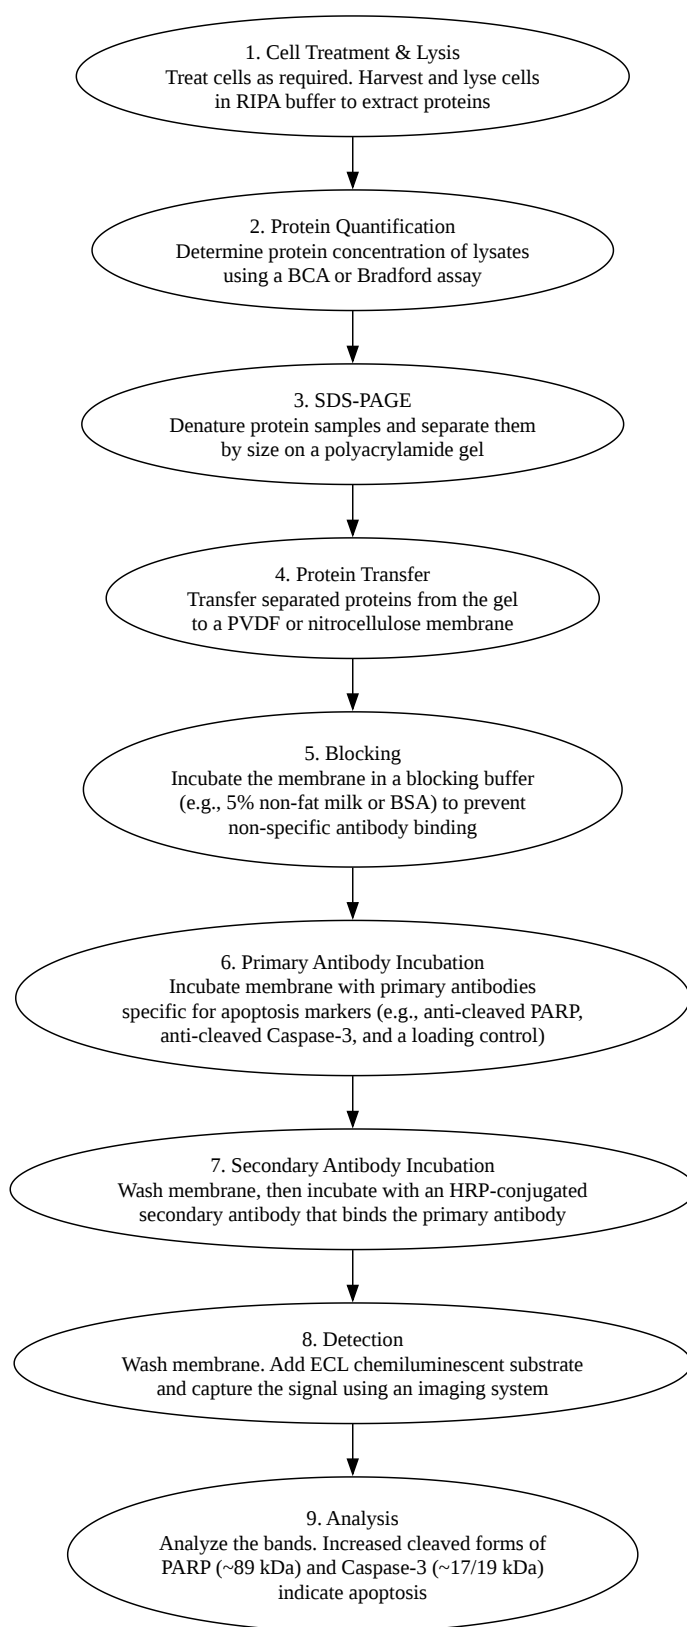 1. Cell Treatment & Lysis
Treat cells as required. Harvest and lyse cells
in RIPA buffer to extract proteins
2. Protein Quantification
Determine protein concentration of lysates
using a BCA or Bradford assay
3. SDS-PAGE
Denature protein samples and separate them
by size on a polyacrylamide gel
4. Protein Transfer
Transfer separated proteins from the gel
to a PVDF or nitrocellulose membrane
5. Blocking
Incubate the membrane in a blocking buffer
(e.g., 5% non-fat milk or BSA) to prevent
non-specific antibody binding
6. Primary Antibody Incubation
Incubate membrane with primary antibodies
specific for apoptosis markers (e.g., anti-cleaved PARP,
anti-cleaved Caspase-3, and a loading control)
7. Secondary Antibody Incubation
Wash membrane, then incubate with an HRP-conjugated
secondary antibody that binds the primary antibody
8. Detection
Wash membrane. Add ECL chemiluminescent substrate
and capture the signal using an imaging system
9. Analysis
Analyze the bands. Increased cleaved forms of
PARP (~89 kDa) and Caspase-3 (~17/19 kDa)
indicate apoptosis